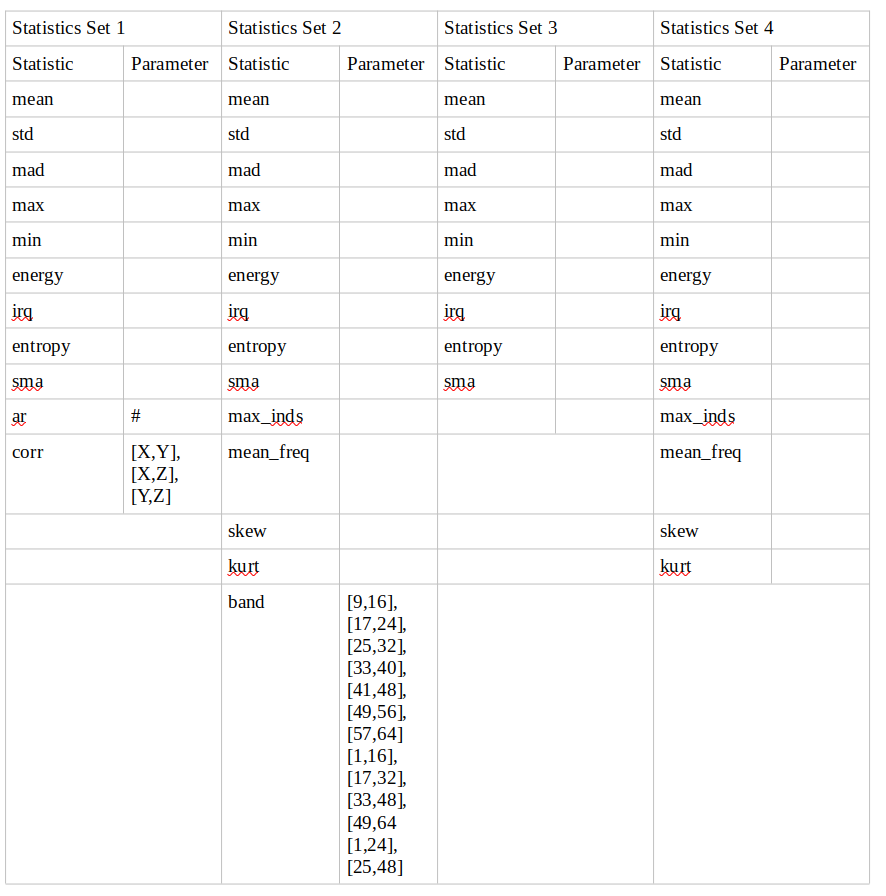 Statistics Set 1 Statistics Set 2 Statistics Set 3 Statistics Set 4
Statistic Parameter Statistic Parameter Statistic Parameter Statistic Parameter
mean mean mean mean
std std std std
mad mad mad mad
max max max max
min min min min
energy energy energy energy
irq irq irq irq
entropy entropy entropy entropy
sma sma sma sma
ar # max_inds max_inds
corr [X,Y], mean_freq mean_freq
[X,Z],
[Y,Z]
skew skew
kurt kurt
band [9,16],
[17,24],
[25,32],
[33,40],
[41,48],
[49,56],
[57,64]
[1,16],
[17,32],
[33,48],
[49,64
[1,24],
[25,48]